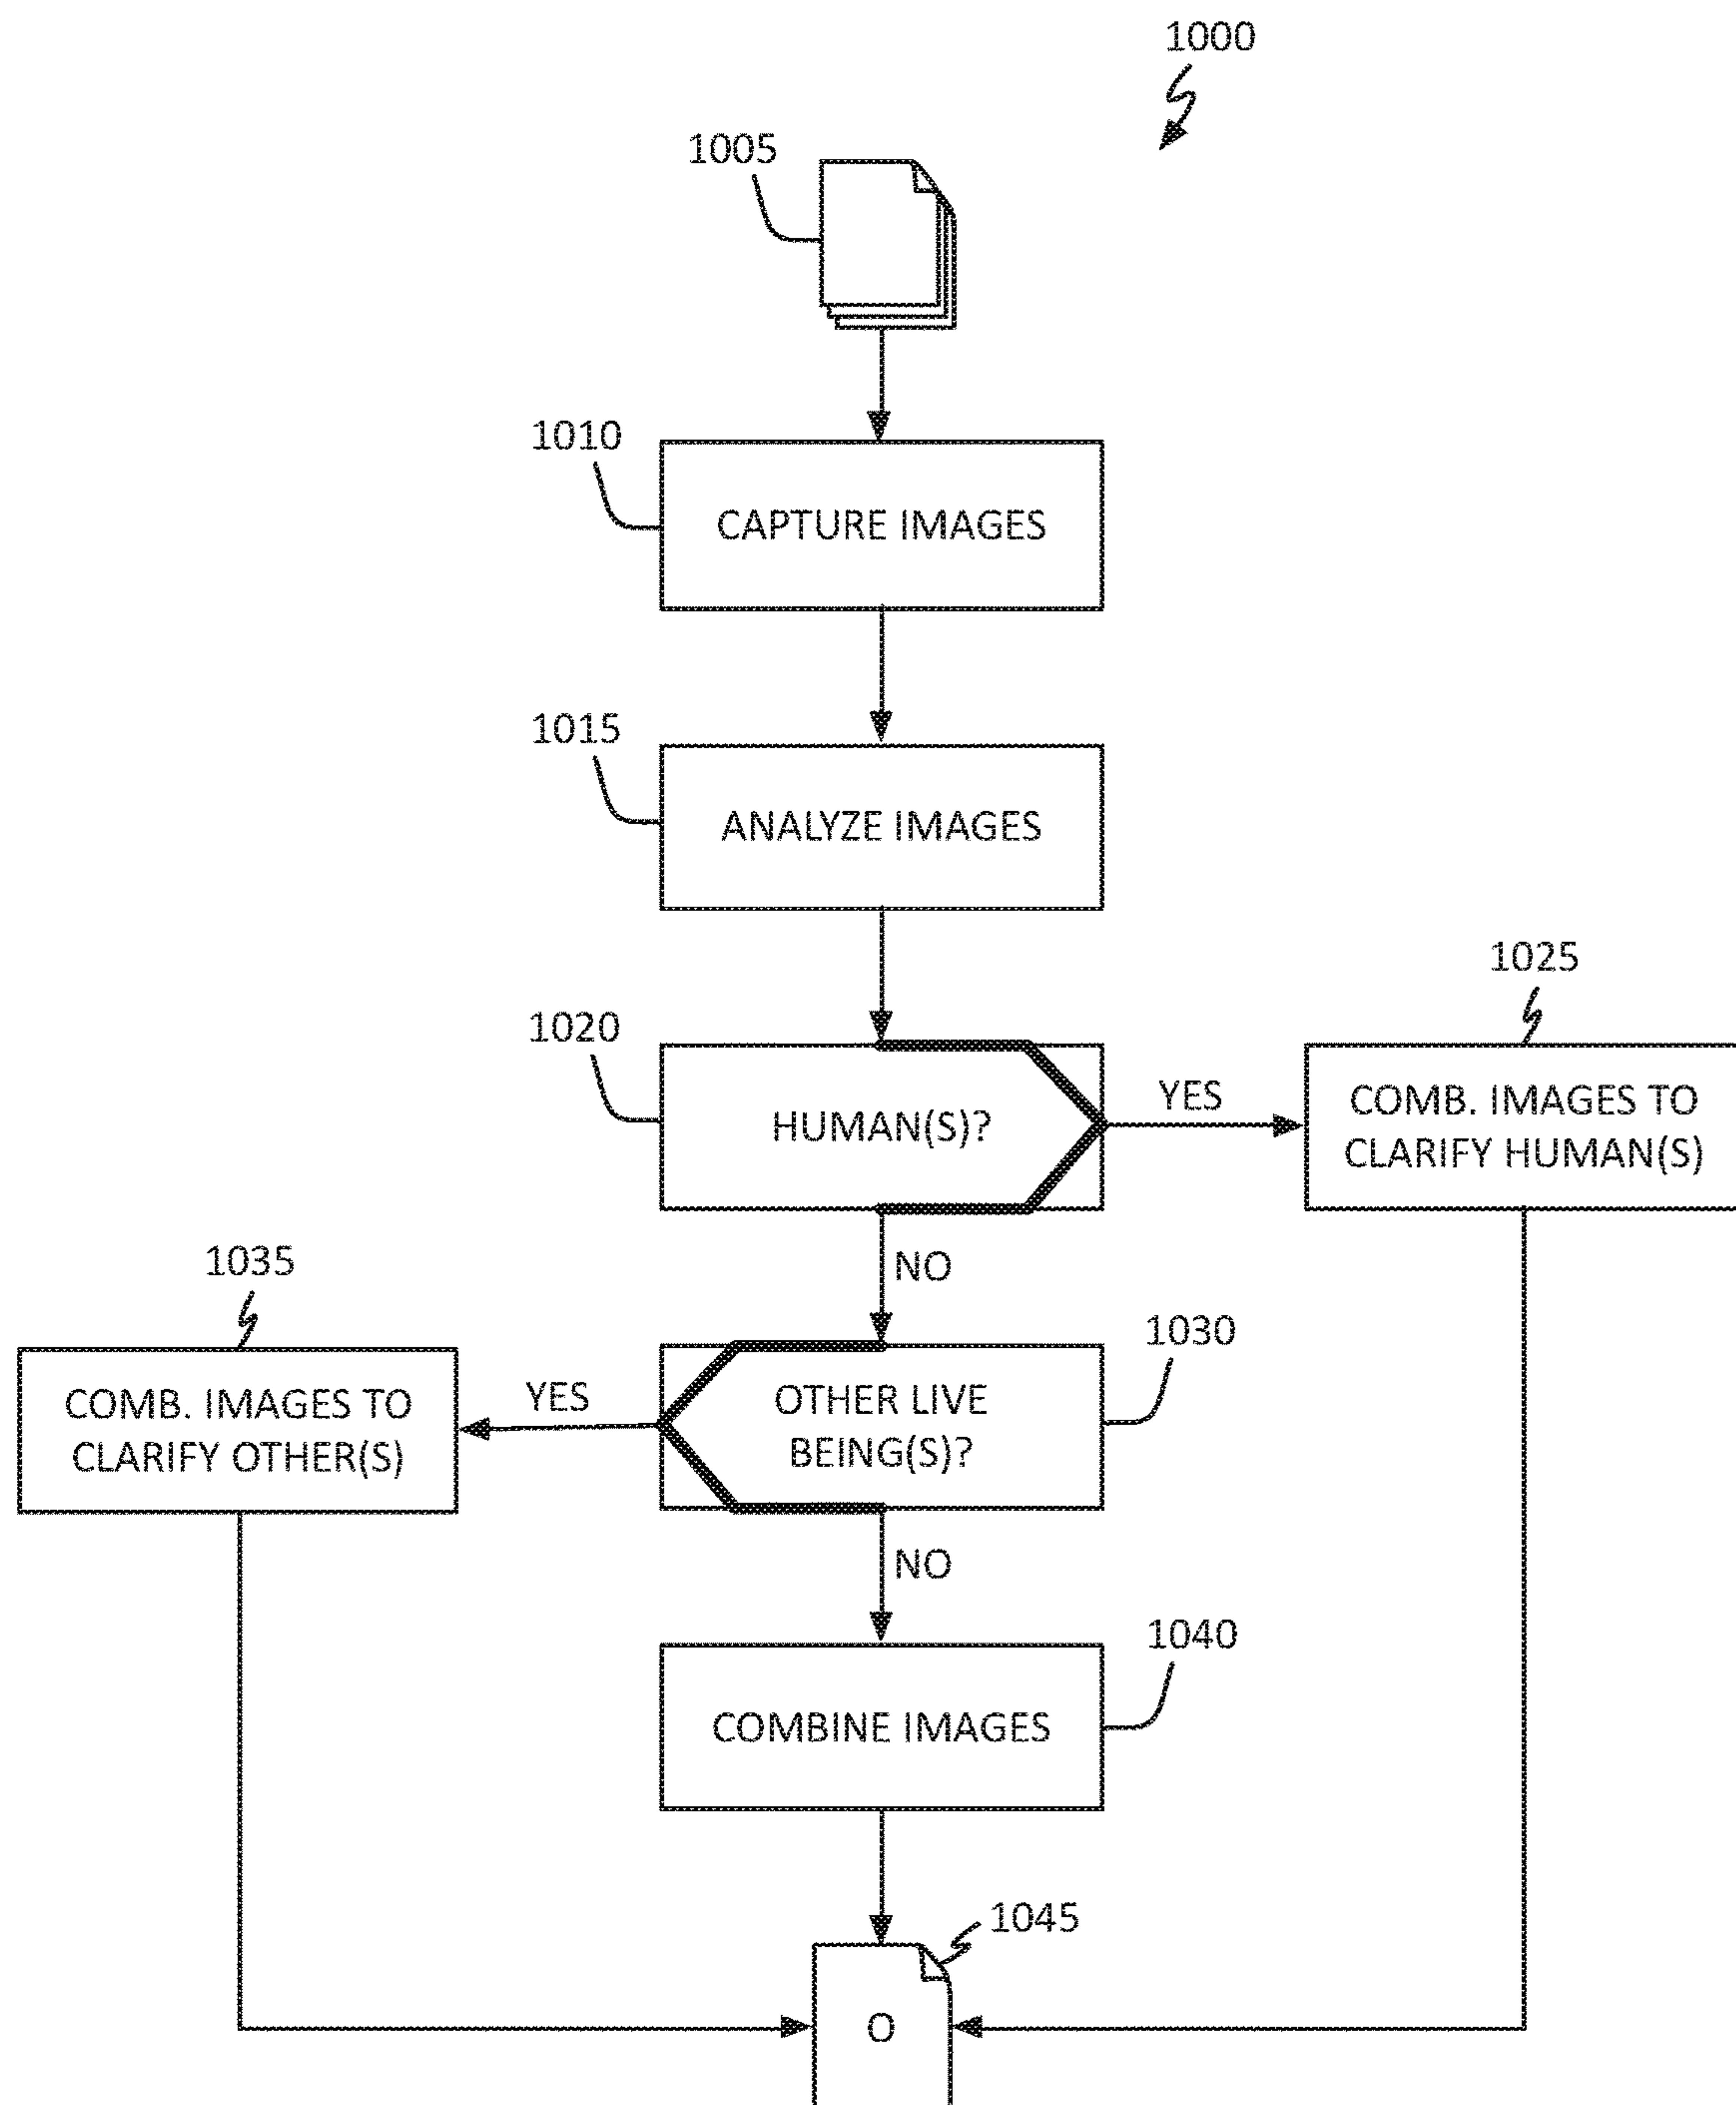 1000
1005
1010
CAPTURE IMAGES
1015
ANALYZE IMAGES
1020
HUMAN(S)?
YES
1025
COMB. IMAGES TO
CLARIFY HUMAN(S)
NO
1035
COMB. IMAGES TO
CLARIFY OTHER(S)
YES
1030
OTHER LIVE
BEING(S)?
NO
1040
COMBINE IMAGES
1045
O